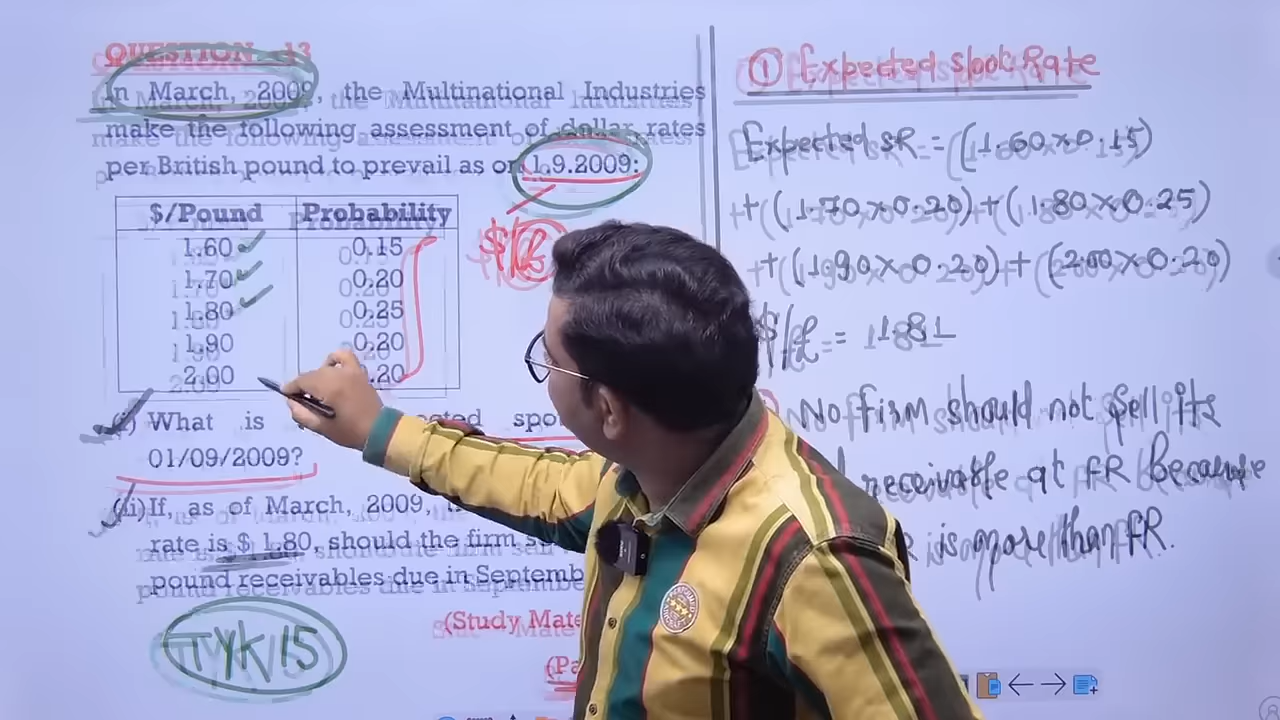 QUESTION - 13
In March, 2009, the Multinational Industries
make the following assessment of dollar rates
per British pound to prevail as on 1.9.2009:
$/Pound Probability
1.60 0.15
1.70 0.20
1.80 0.25
1.90 0.20
2.00 0.20
$/£
(i) What is
01/09/2009?
(ii) If, as of March, 2009,
rate is $ 1.80, should the firm
pound receivables due in
(Study
TYK/15
① Expected Spot Rate
Expected SR = (1.60×0.15)
+(1.70×0.20)+(1.80×0.25)
+(1.90×0.20)+(2.00×0.20)
$/£ = 1.81
No firm should not sell its
receivable at FR Because
is more than FR.